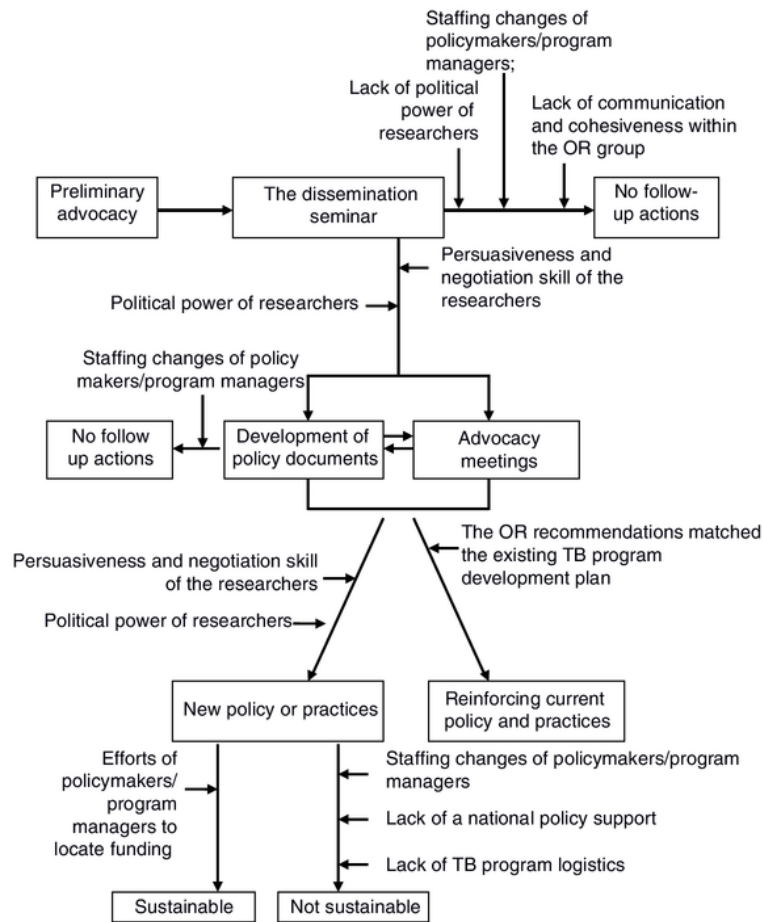 Staffing changes of
policymakers/program
managers;
Lack of political
power of
researchers
Lack of communication
and cohesiveness within
the OR group
Preliminary
advocacy
The dissemination
seminar
No follow-
up actions
Persuasiveness and
negotiation skill of the
researchers
Political power of researchers
Staffing changes of policy
makers/program managers
No follow
up actions
Development of
policy documents
Advocacy
meetings
The OR recommendations matched
the existing TB program
development plan
Persuasiveness and negotiation skill
of the researchers
Political power of researchers
New policy or practices
Reinforcing current
policy and practices
Efforts of
policymakers/
program
managers to
locate funding
Staffing changes of policymakers/program
managers
Lack of a national policy support
Lack of TB program logistics
Sustainable
Not sustainable